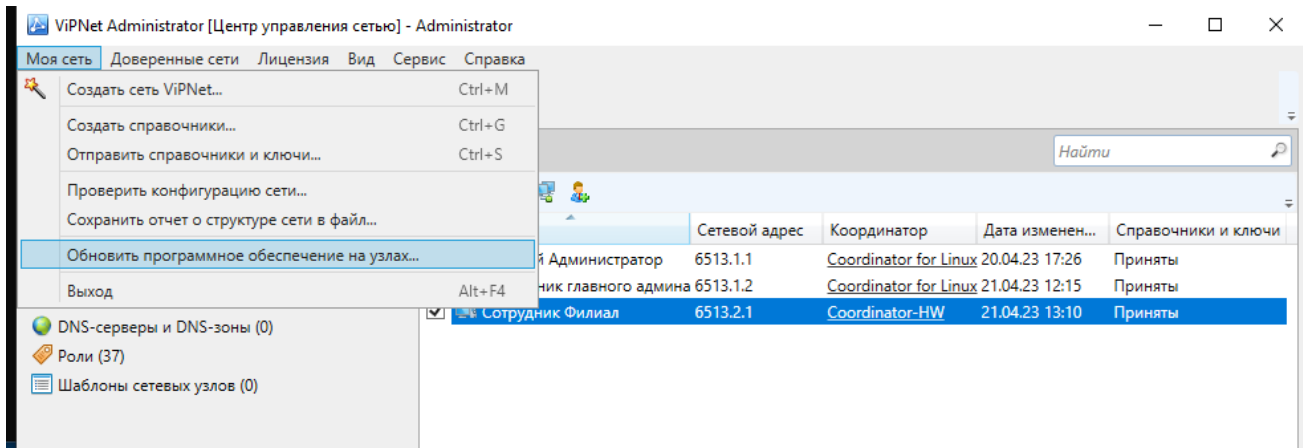 ViPNet Administrator [Центр управления сетью] - Administrator
Моя сеть Доверенные сети Лицензия Вид Сервис Справка
Создать сеть ViPNet... Ctrl+M
Создать справочники... Ctrl+G
Отправить справочники и ключи... Ctrl+S
Найти
Проверить конфигурацию сети...
Сохранить отчет о структуре сети в файл...
Сетевой адрес Координатор Дата изменен... Справочники и ключи
Обновить программное обеспечение на узлах...
й Администратор 6513.1.1 Coordinator for Linux 20.04.23 17:26 Приняты
Выход Alt+F4
ник главного админа 6513.1.2 Coordinator for Linux 21.04.23 12:15 Приняты
Сотрудник Филиал 6513.2.1 Coordinator-HW 21.04.23 13:10 Приняты
DNS-серверы и DNS-зоны (0)
Роли (37)
Шаблоны сетевых узлов (0)